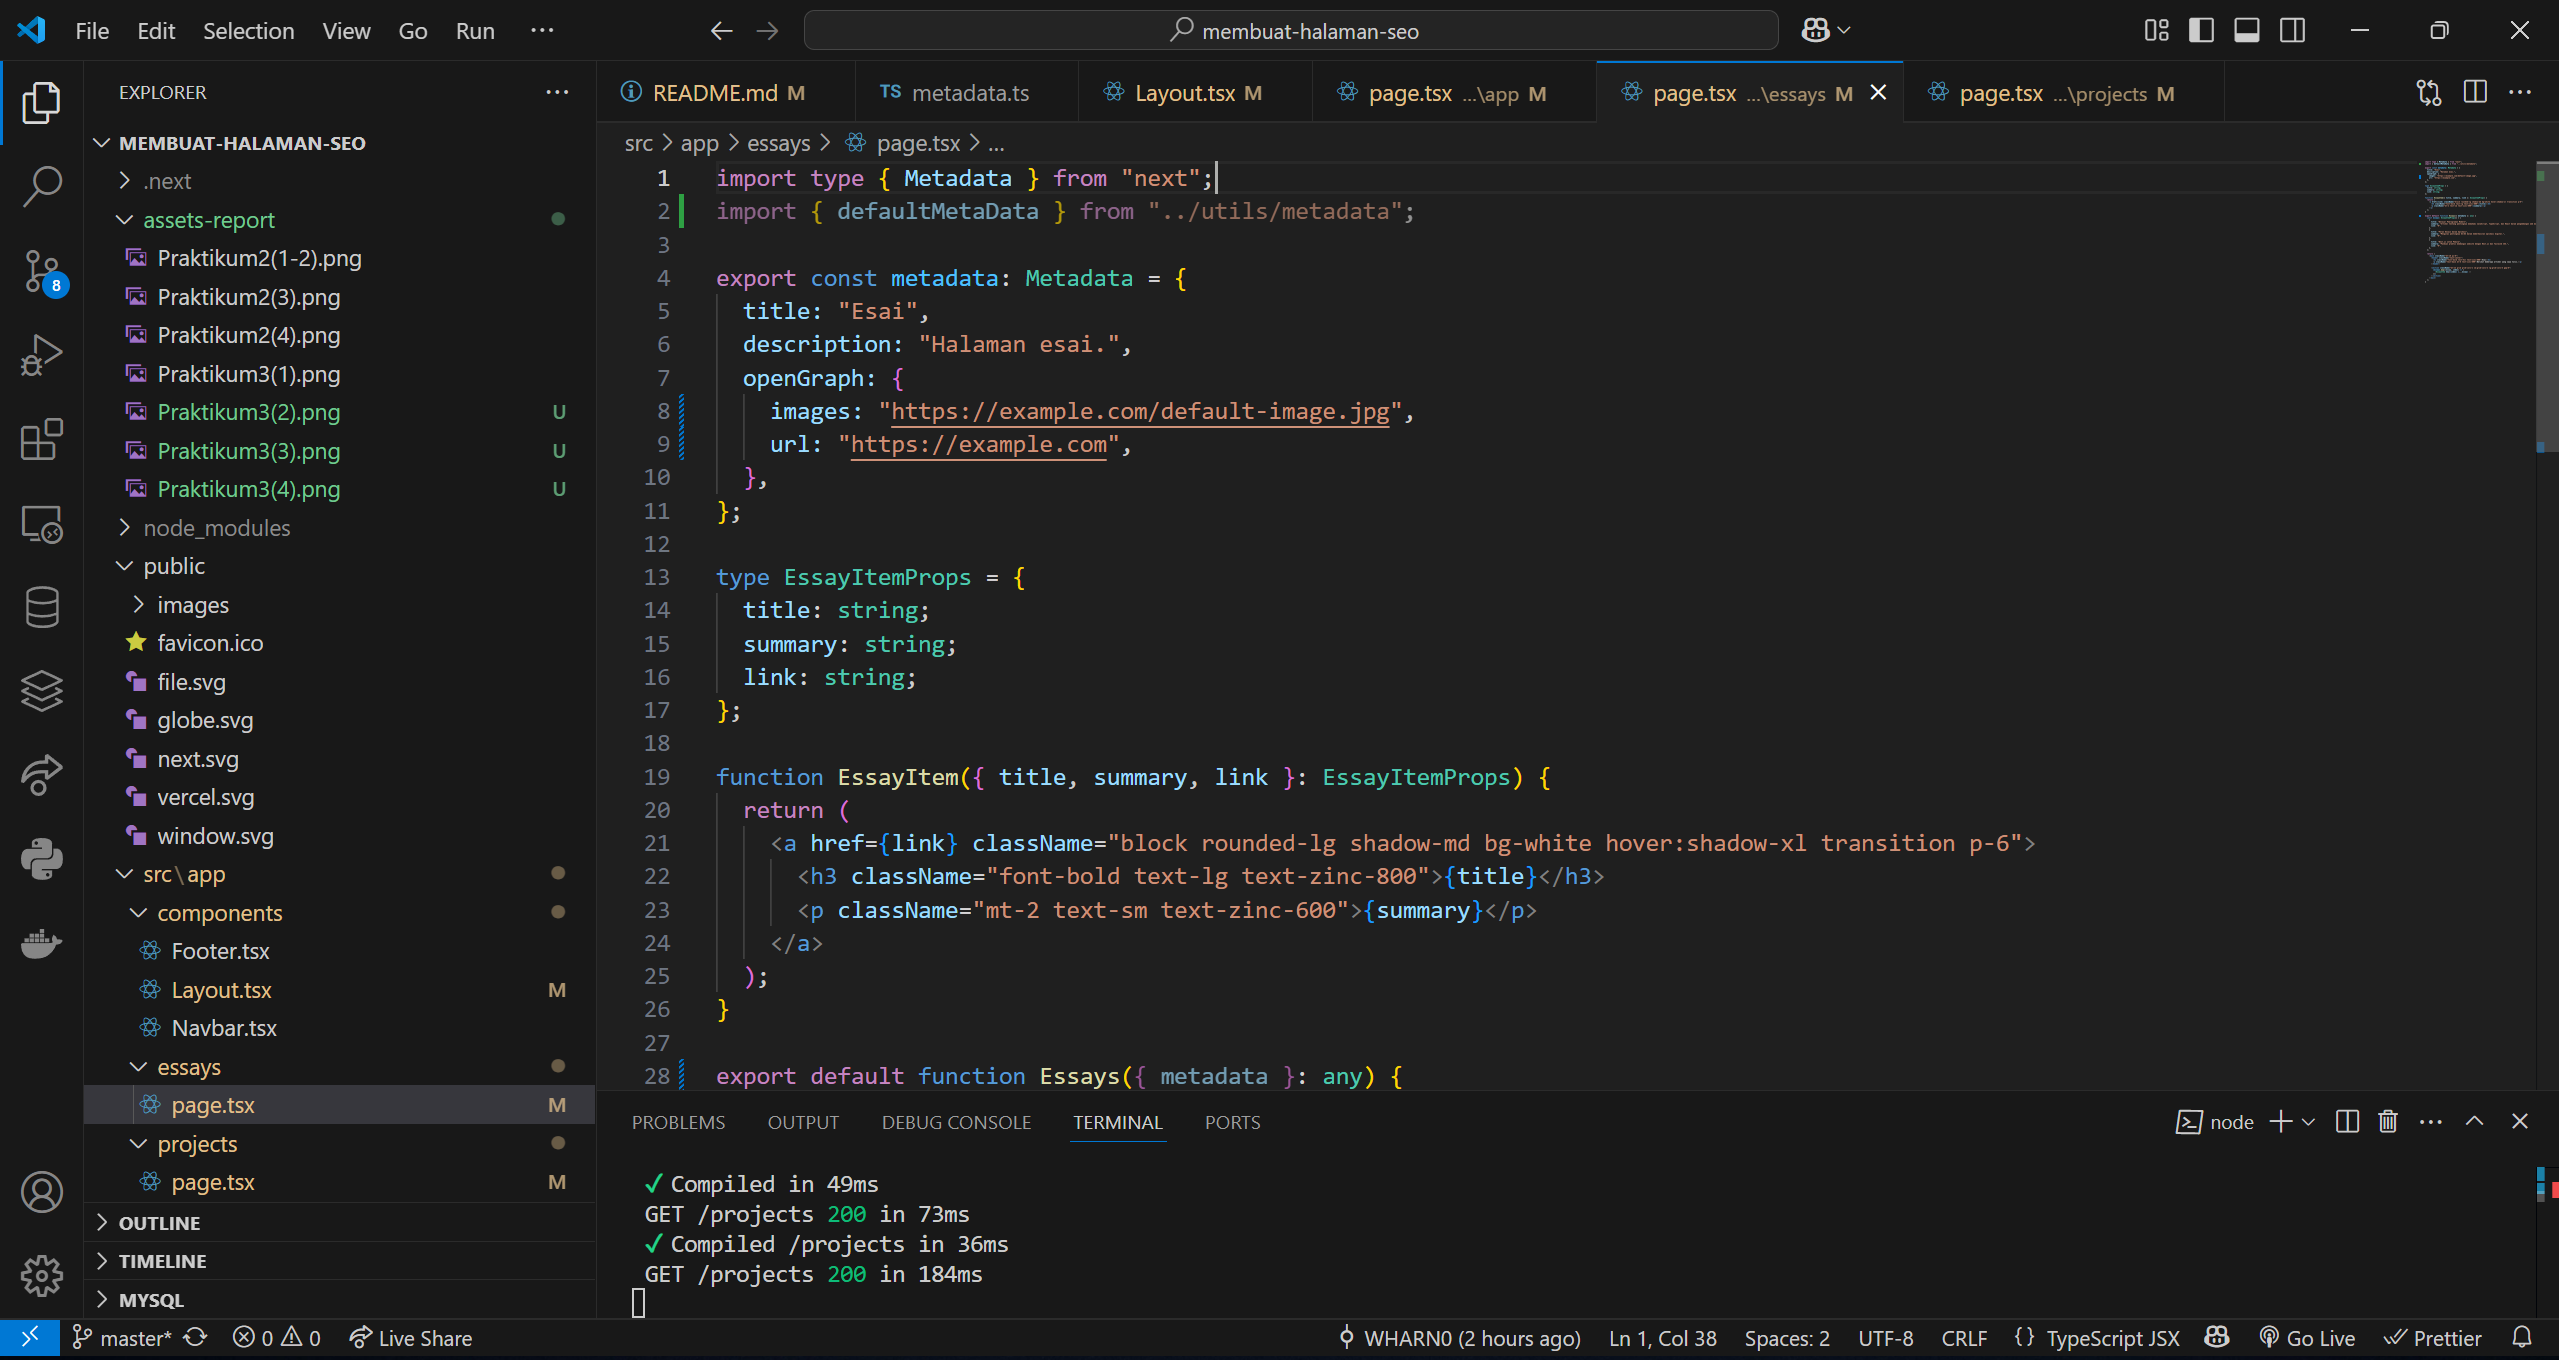 File Edit Selection View Go Run ...
membuat-halaman-seo
EXPLORER
MEMBUAT-HALAMAN-SEO
.next
assets-report
Praktikum2(1-2).png
Praktikum2(3).png
Praktikum2(4).png
Praktikum3(1).png
Praktikum3(2).png U
Praktikum3(3).png U
Praktikum3(4).png U
node_modules
public
images
favicon.ico
file.svg
globe.svg
next.svg
vercel.svg
window.svg
src\app
components
Footer.tsx
Layout.tsx M
Navbar.tsx
essays
page.tsx M
projects
page.tsx M
OUTLINE
TIMELINE
MYSQL
8
README.md M
TS metadata.ts
Layout.tsx M
page.tsx ...\app M
page.tsx ...\essays M
page.tsx ...\projects M
src > app > essays > page.tsx > ...
1 import type { Metadata } from "next";
2 import { defaultMetaData } from "../utils/metadata";
3
4 export const metadata: Metadata = {
5 title: "Esai",
6 description: "Halaman esai.",
7 openGraph: {
8 images: "https://example.com/default-image.jpg",
9 url: "https://example.com",
10 },
11 };
12
13 type EssayItemProps = {
14 title: string;
15 summary: string;
16 link: string;
17 };
18
19 function EssayItem({ title, summary, link }: EssayItemProps) {
20 return (
21 <a href={link} className="block rounded-lg shadow-md bg-white hover:shadow-xl transition p-6">
22 <h3 className="font-bold text-lg text-zinc-800">{title}</h3>
23 <p className="mt-2 text-sm text-zinc-600">{summary}</p>
24 </a>
25 );
26 }
27
28 export default function Essays({ metadata }: any) {
PROBLEMS OUTPUT DEBUG CONSOLE TERMINAL PORTS
node
✓ Compiled in 49ms
GET /projects 200 in 73ms
✓ Compiled /projects in 36ms
GET /projects 200 in 184ms
master* 0 0 Live Share
WHARN0 (2 hours ago) Ln 1, Col 38 Spaces: 2 UTF-8 CRLF {} TypeScript JSX Go Live Prettier